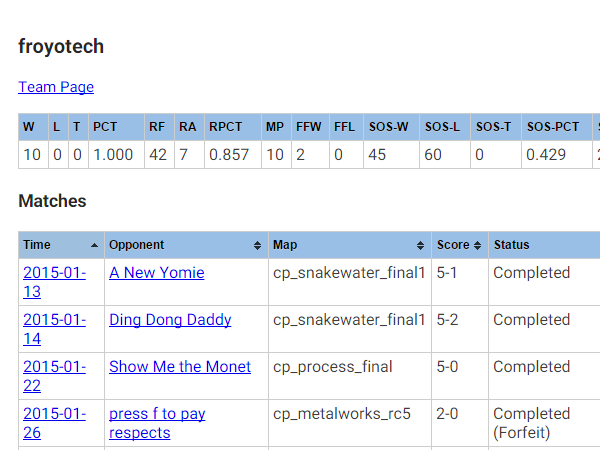 froyotech
Team Page
W L T PCT RF RA RPCT MP FFW FFL SOS-W SOS-L SOS-T SOS-PCT S
10 0 0 1.000 42 7 0.857 10 2 0 45 60 0 0.429
Matches
Time Opponent Map Score Status
2015-01-13 A New Yomie cp_snakewater_final1 5-1 Completed
2015-01-14 Ding Dong Daddy cp_snakewater_final1 5-2 Completed
2015-01-22 Show Me the Monet cp_process_final 5-0 Completed
2015-01- press f to pay cp_metalworks_rc5 2-0 Completed
26 respects (Forfeit)